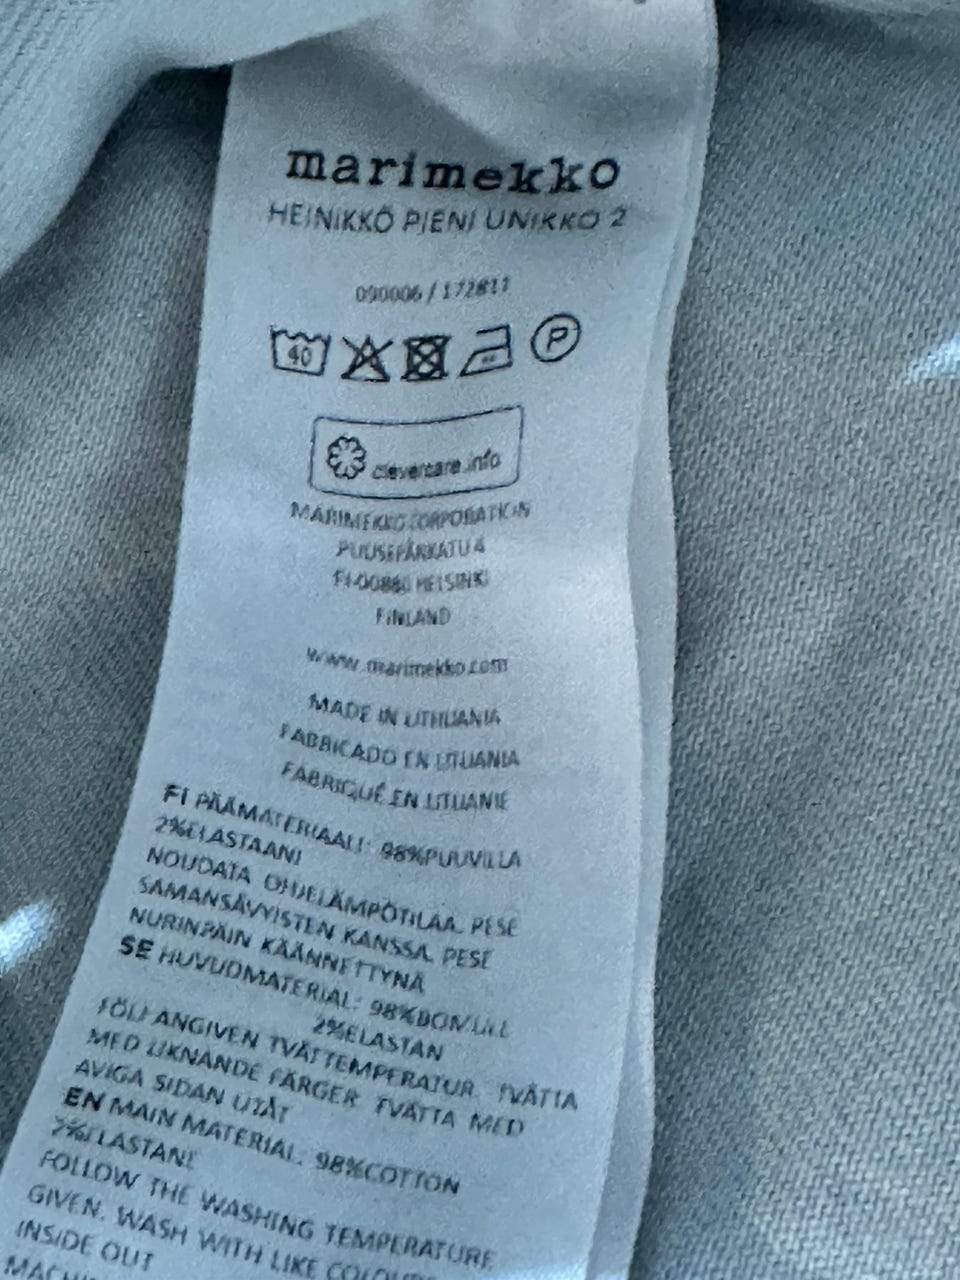 marimekko
HEINIKKÖ PIENI UNIKKO 2
090006 / 172811
40
P
clevercare.info
MARIMEKKO CORPORATION
PUUSEPÄNKATU 4
FI-00880 HELSINKI
FINLAND
www.marimekko.com
MADE IN LITHUANIA
FABRICADO EN LITUANIA
FABRIQUÉ EN LITUANIE
FI PÄÄMATERIAALI: 98%PUUVILLA
2%ELASTAANI
NOUDATA OHJELÄMPÖTILAA. PESE
SAMANSÄVYISTEN KANSSA. PESE
NURINPÄIN KÄÄNNETTYNÄ
SE HUVUDMATERIAL: 98%BOMULL
2%ELASTAN
FÖLJ ANGIVEN TVÄTTEMPERATUR. TVÄTTA
MED LIKNANDE FÄRGER TVÄTTA MED
AVIGA SIDAN UTÅT
EN MAIN MATERIAL: 98%COTTON
2%ELASTANE
FOLLOW THE WASHING TEMPERATURE
GIVEN. WASH WITH LIKE COLOURS
INSIDE OUT